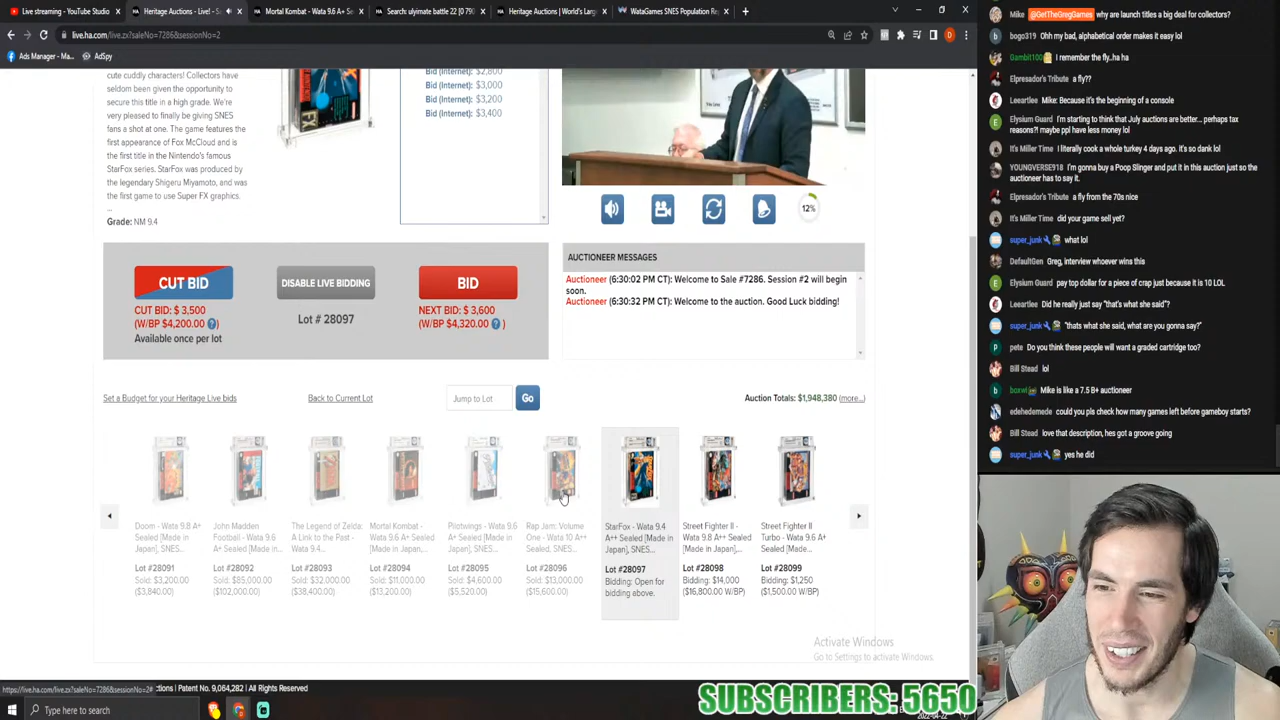 Live streaming - YouTube Studio
Heritage Auctions - Live! - S
Mortal Kombat - Wata 9.6 A+ S
Heritage Auctions | World's Larg
WataGames SNES Population Re
live.ha.com/live.zx?saleNo=7286&sessionNo=2
Ads Manager - Ma...
AdSpy
cute cuddly characters! Collectors have
seldom been given the opportunity to
secure this title in a high grade. We're
very pleased to finally be giving SNES
fans a shot at one. The game features the
first appearance of Fox McCloud and is
the first title in the Nintendo's famous
StarFox series. StarFox was produced by
the legendary Shigeru Miyamoto, and was
the first game to use Super FX graphics.
...
Grade: NM 9.4
Bid (Internet): $2,800
Bid (Internet): $3,000
Bid (Internet): $3,200
Bid (Internet): $3,400
12%
CUT BID
CUT BID: $ 3,500
(W/BP $4,200.00 ?)
Available once per lot
DISABLE LIVE BIDDING
Lot # 28097
BID
NEXT BID: $ 3,600
(W/BP $4,320.00 ?)
AUCTIONEER MESSAGES
Auctioneer (6:30:02 PM CT): Welcome to Sale #7286. Session #2 will begin
soon.
Auctioneer (6:30:32 PM CT): Welcome to the auction. Good Luck bidding!
Set a Budget for your Heritage Live bids
Back to Current Lot
Jump to Lot
Go
Auction Totals: $1,948,380 (more...)
Doom - Wata 9.8 A+
Sealed [Made in
Japan], SNES...
Lot #28091
Sold: $3,200.00
($3,840.00)
John Madden
Football - Wata 9.6
A+ Sealed [Made in...
Lot #28092
Sold: $85,000.00
($102,000.00)
The Legend of Zelda:
A Link to the Past -
Wata 9.4...
Sold: $32,000.00
($38,400.00)
Mortal Kombat -
Wata 9.6 A+ Sealed
[Made in Japan,...
Lot #28094
Sold: $11,000.00
($13,200.00)
Pilotwings - Wata 9.6
A+ Sealed [Made in
Japan], SNES...
Lot #28095
Sold: $4,600.00
($5,520.00)
Rap Jam: Volume
One - Wata 10 A++
Sealed, SNES...
Lot #28096
Sold: $13,000.00
($15,600.00)
StarFox - Wata 9.4
A++ Sealed [Made in
Japan], SNES...
Lot #28097
Bidding: Open for
bidding above.
Street Fighter II -
Wata 9.8 A++ Sealed
[Made in Japan],...
Lot #28098
Bidding: $14,000
($16,800.00 W/BP)
Street Fighter II
Turbo - Wata 9.6 A+
Sealed [Made...
Lot #28099
Bidding: $1,250
($1,500.00 W/BP)
Activate Windows
Go to Settings to activate Windows.
https://live.ha.com/live.zx?saleNo=7286&sessionNo=2#
ctions | Patent No. 9,064,282 | All Rights Reserved
Type here to search
SUBSCRIBERS: 5650
Mike @GetTheGregGames why are launch titles a big deal for collectors?
bogo319 Ohh my bad, alphabetical order makes it easy lol
Gambit100 I remember the fly..ha ha
Elpresador's Tribute a fly??
Leeartlee Mike: Because it's the beginning of a console
Elysium Guard I'm starting to think that July auctions are better... perhaps tax
reasons?! maybe ppl have less money lol
It's Miller Time I literally cook a whole turkey 4 days ago. It's so dank lol
YOUNGVERSE918 I'm gonna buy a Poop Slinger and put it in this auction just so the
auctioneer has to say it.
Elpresador's Tribute a fly from the 70s nice
It's Miller Time did your game sell yet?
super_junk what lol
DefaultGen Greg, interview whoever wins this
Elysium Guard pay top dollar for a piece of crap just because it is 10 LOL
Leeartlee Did he really just say "that's what she said"?
super_junk "thats what she said, what are you gonna say?"
pete Do you think these people will want a graded cartridge too?
Bill Stead lol
boxwi Mike is like a 7.5 B+ auctioneer
edehedemede could you pls check how many games left before gameboy starts?
Bill Stead love that description, hes got a groove going
super_junk yes he did